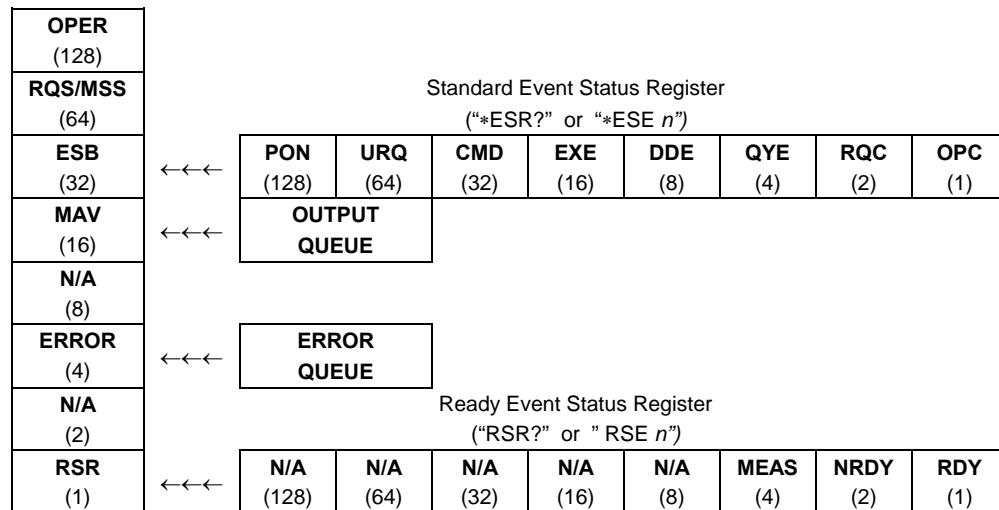 OPER
(128)
RQS/MSS Standard Event Status Register
(64) (“∗ESR?” or “∗ESE n”)
ESB ←←← PON URQ CMD EXE DDE QYE RQC OPC
(32) (128) (64) (32) (16) (8) (4) (2) (1)
MAV ←←← OUTPUT
(16) QUEUE
N/A
(8)
ERROR ←←← ERROR
(4) QUEUE
N/A Ready Event Status Register
(2) (“RSR?” or ” RSE n”)
RSR ←←← N/A N/A N/A N/A N/A MEAS NRDY RDY
(1) (128) (64) (32) (16) (8) (4) (2) (1)